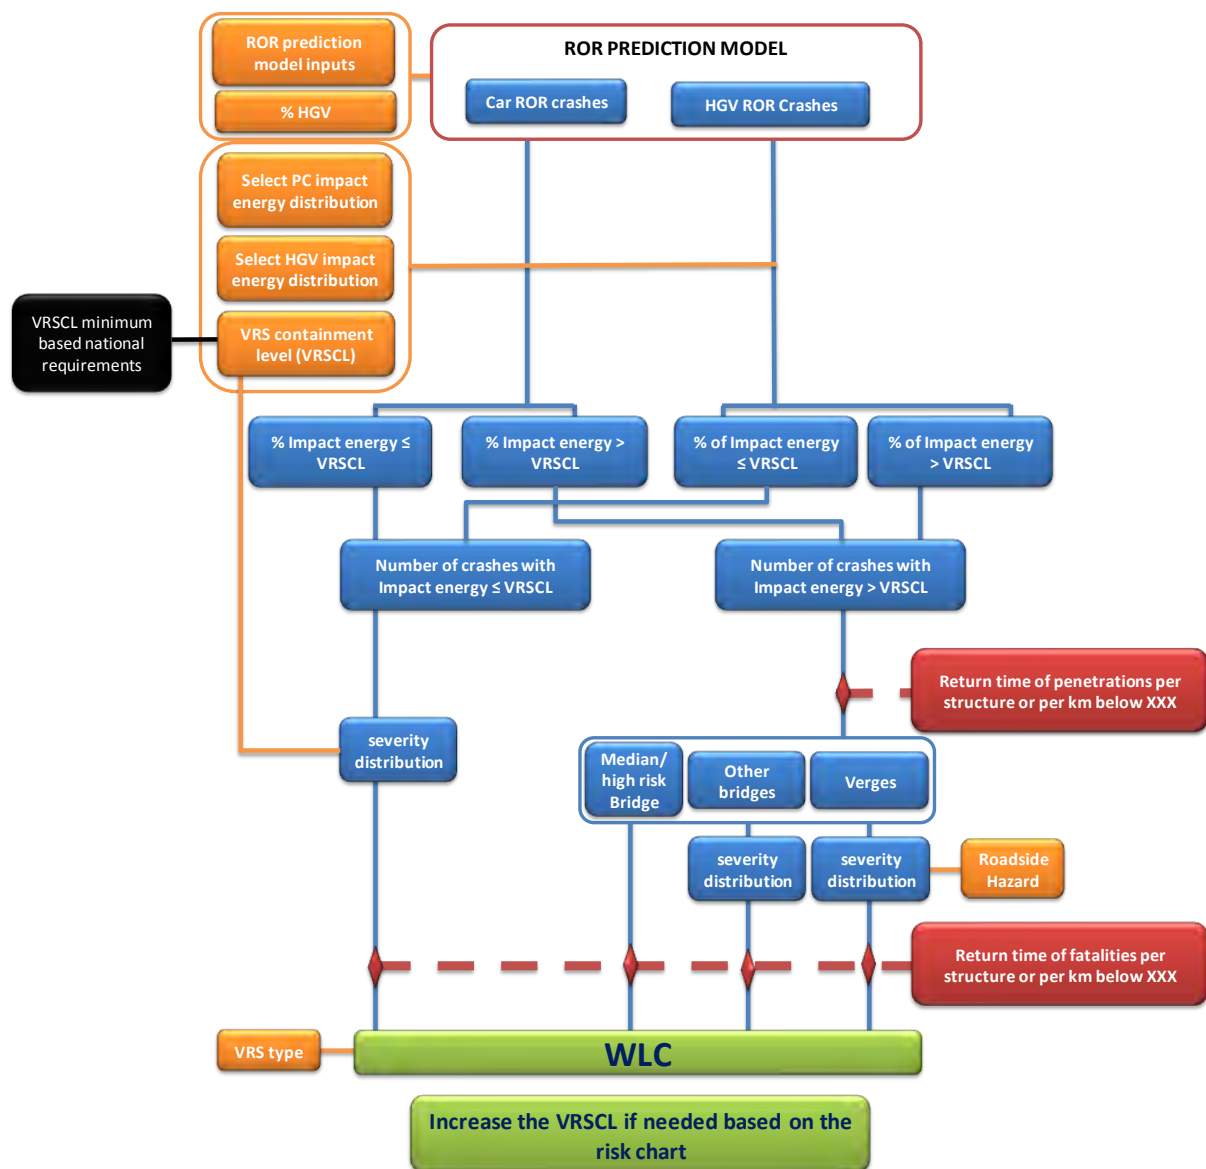 ROR prediction
model inputs
% HGV
ROR PREDICTION MODEL
Car ROR crashes
HGV ROR Crashes
Select PC impact
energy distribution
Select HGV impact
energy distribution
VRS containment
level (VRSCL)
VRSCL minimum
based national
requirements
% Impact energy ≤
VRSCL
% Impact energy >
VRSCL
% of Impact energy
≤ VRSCL
% of Impact energy
> VRSCL
Number of crashes with
Impact energy ≤ VRSCL
Number of crashes with
Impact energy > VRSCL
Return time of penetrations per
structure or per km below XXX
severity
distribution
Median/
high risk
Bridge
Other
bridges
Verges
severity
distribution
severity
distribution
Roadside
Hazard
Return time of fatalities per
structure or per km below XXX
VRS type
WLC
Increase the VRSCL if needed based on the
risk chart